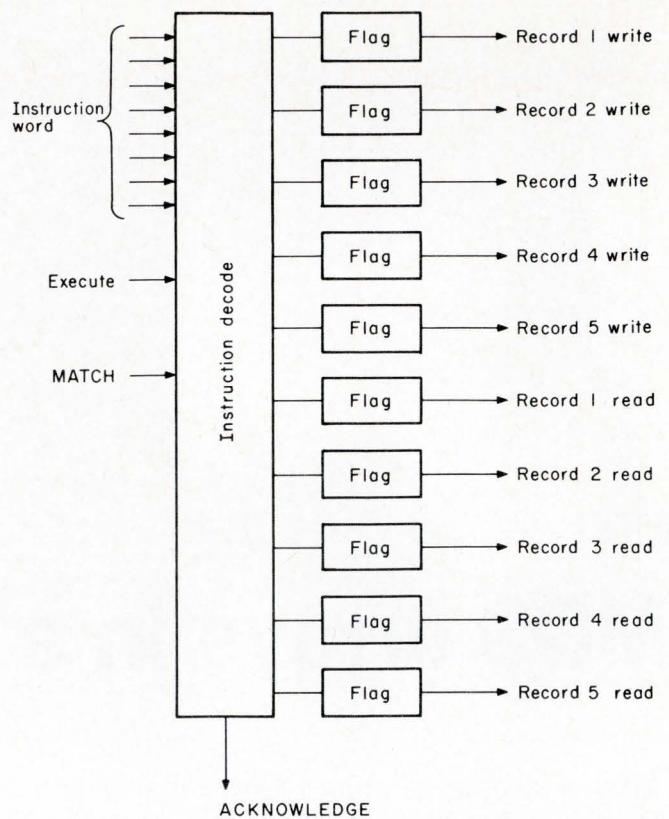 Flag
Record 1 write
Instruction
word
Flag
Record 2 write
Flag
Record 3 write
Execute
Flag
Record 4 write
Instruction decode
Flag
Record 5 write
MATCH
Flag
Record 1 read
Flag
Record 2 read
Flag
Record 3 read
Flag
Record 4 read
Flag
Record 5 read
ACKNOWLEDGE